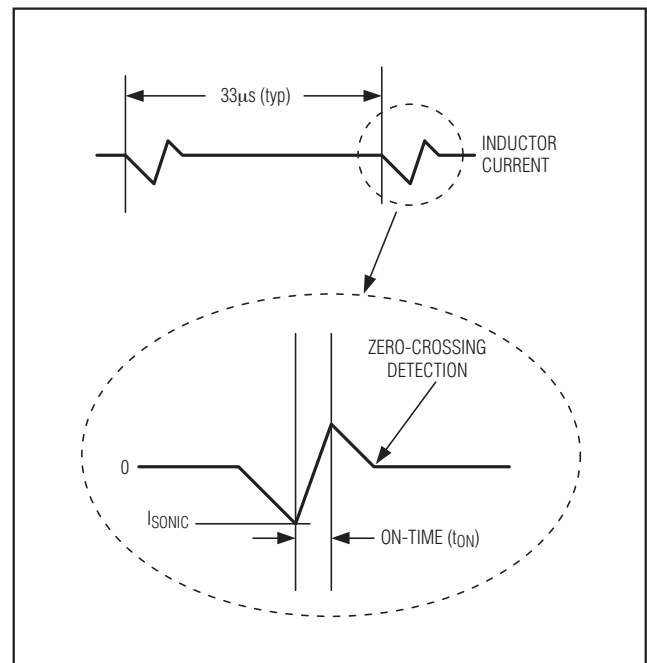 33μs (typ)
INDUCTOR
CURRENT
ZERO-CROSSING
DETECTION
0
ISONIC
ON-TIME (tON)